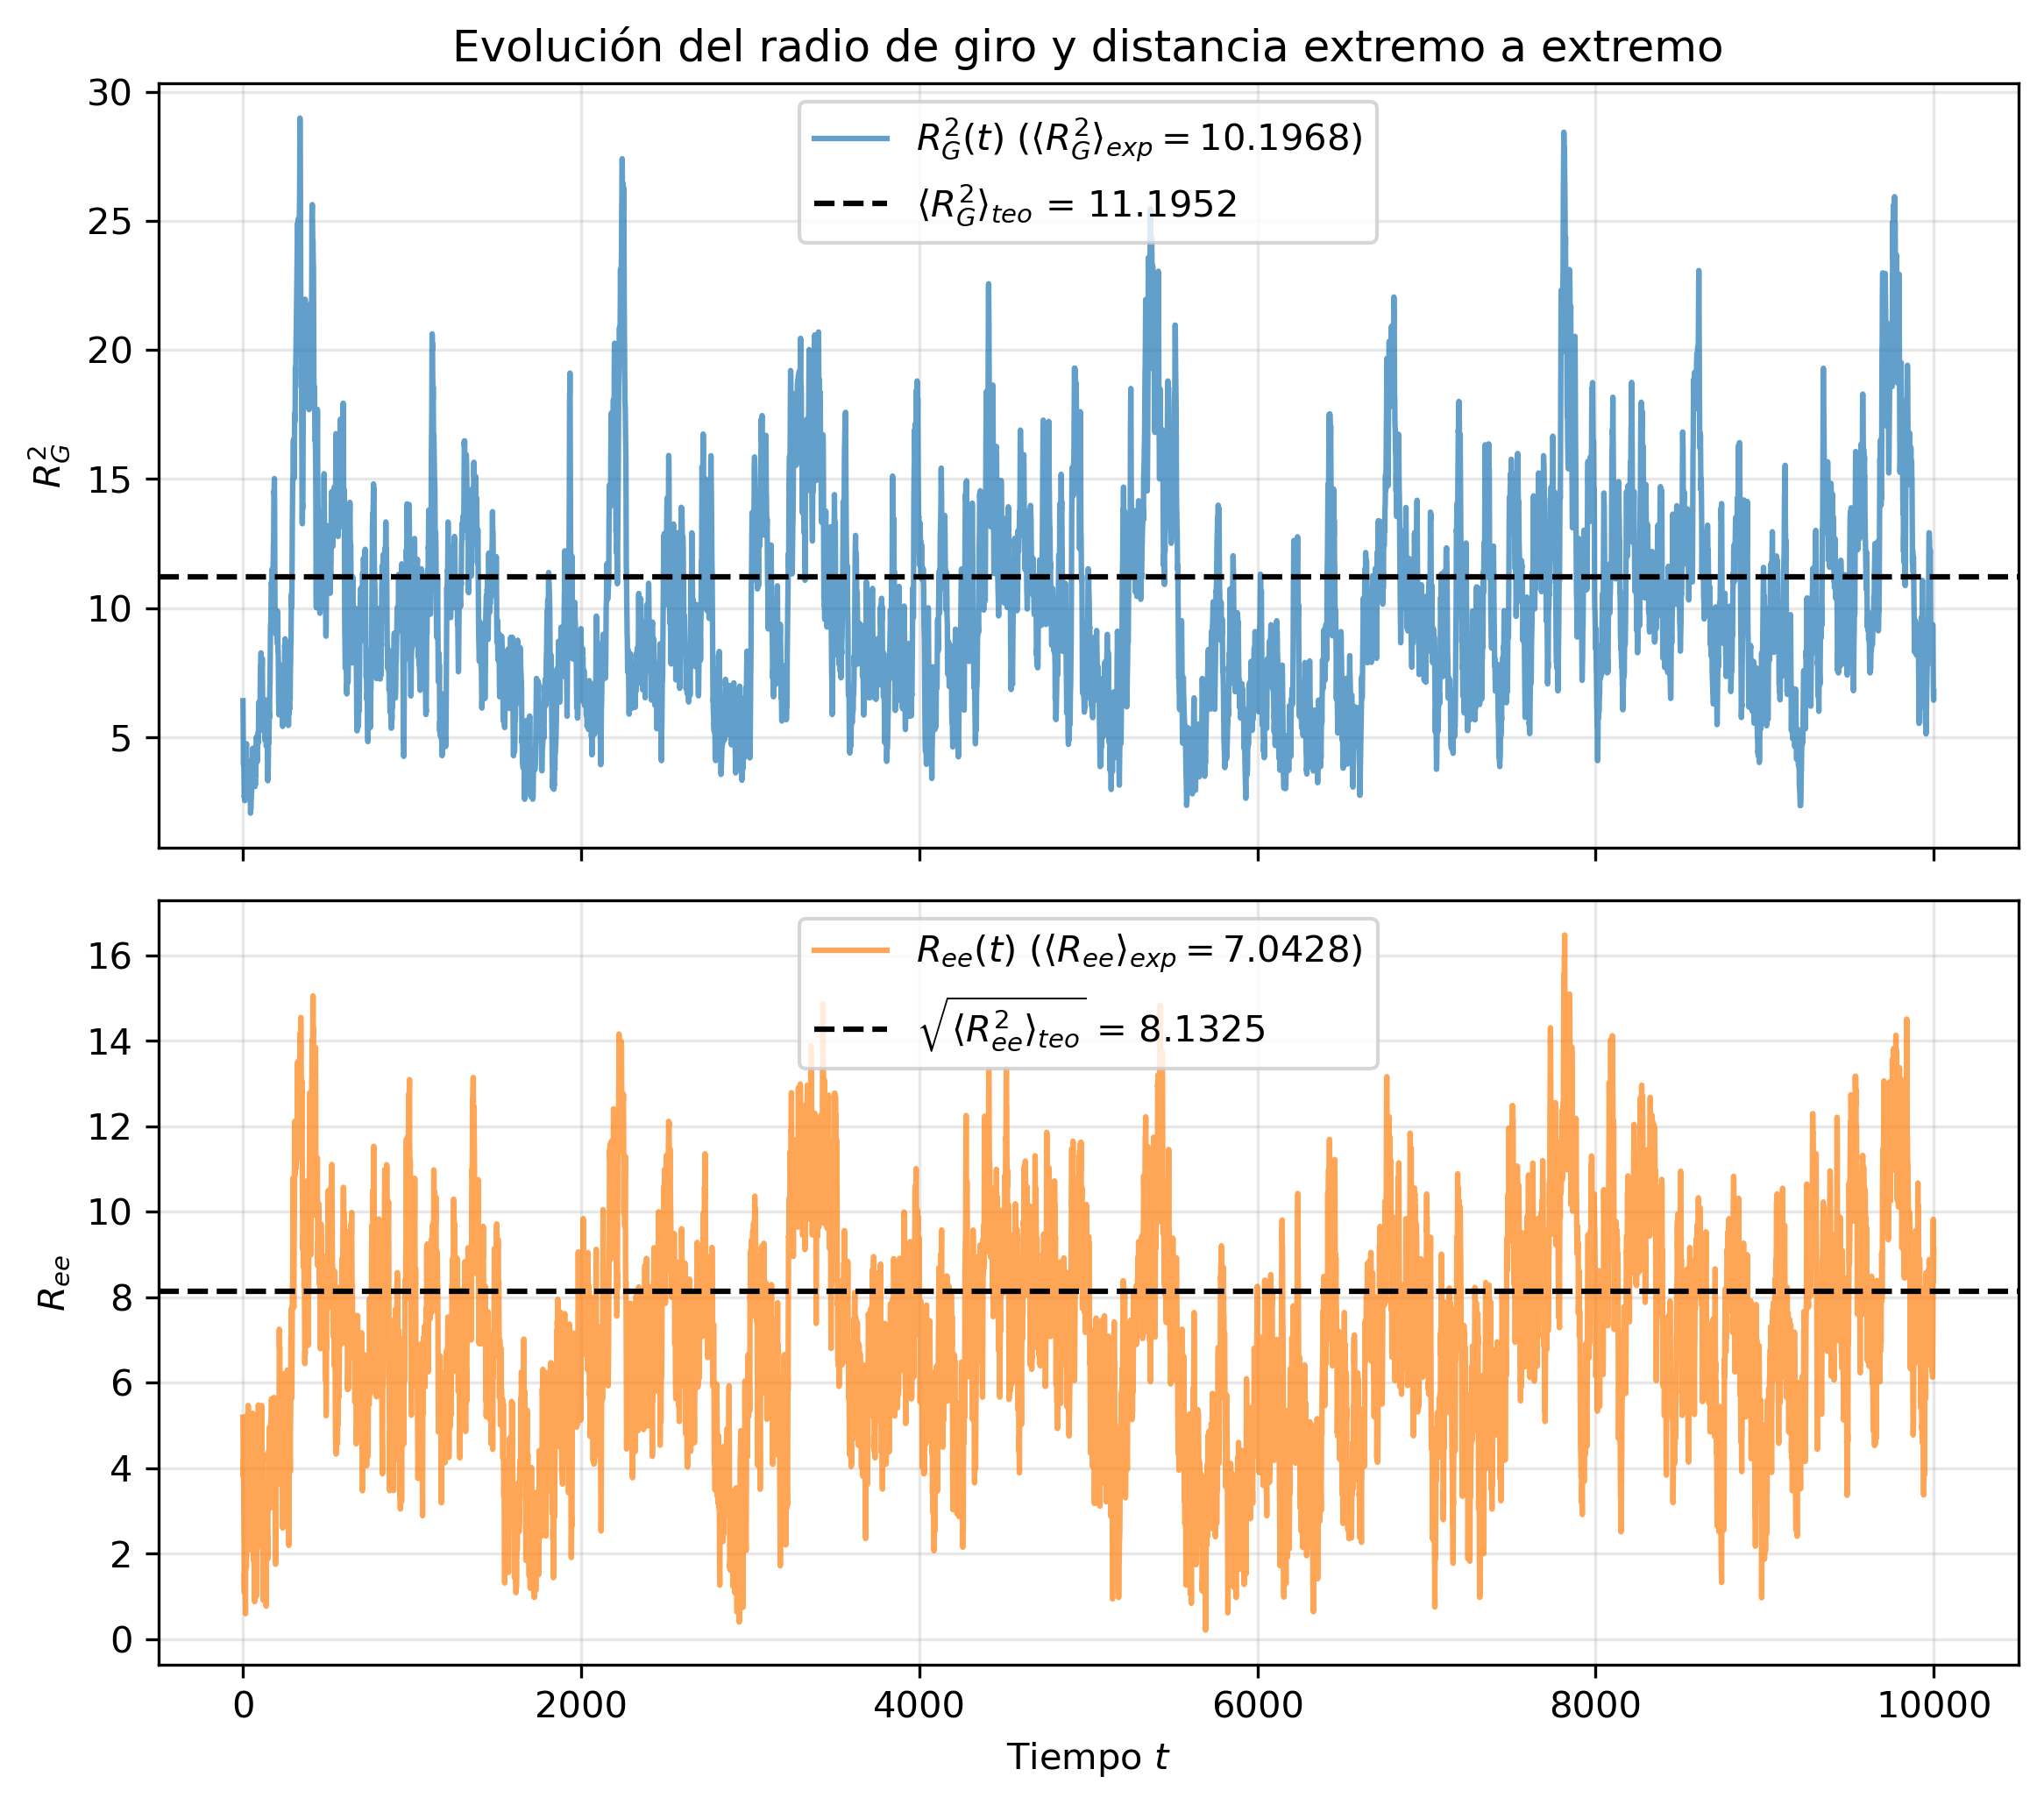 Evolución del radio de giro y distancia extremo a extremo
30
25
20
15
10
5
R_G^2
R_G^2(t) (⟨R_G^2⟩_exp = 10.1968)
⟨R_G^2⟩_teo = 11.1952
16
14
12
10
8
6
4
2
0
R_ee
R_ee(t) (⟨R_ee⟩_exp = 7.0428)
√⟨R_ee^2⟩_teo = 8.1325
0 2000 4000 6000 8000 10000
Tiempo t